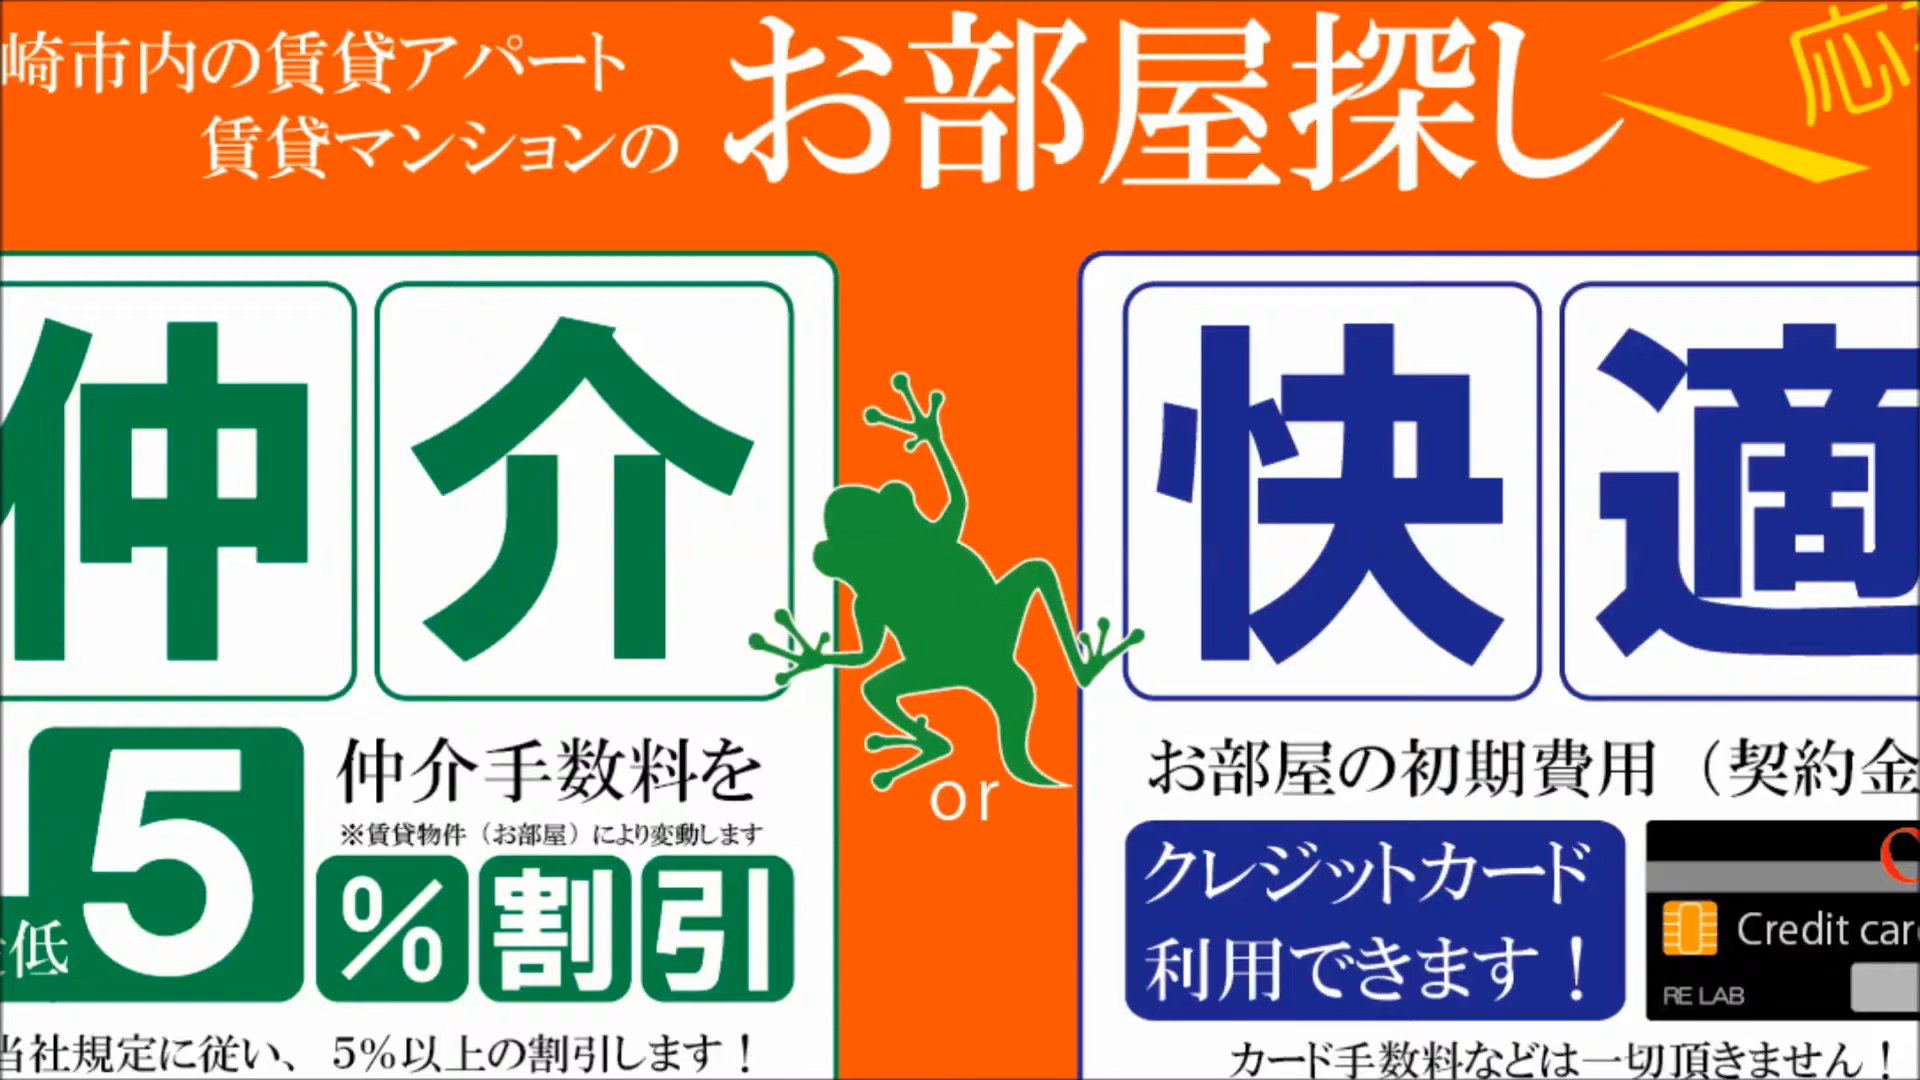 崎市内の賃貸アパート
賃貸マンションの
お部屋探し
応
仲介
5
低
仲介手数料を
※賃貸物件（お部屋）により変動します
%割引
当社規定に従い、5%以上の割引します！
or
快適
お部屋の初期費用（契約金
クレジットカード
利用できます！
Credit car
RE LAB
カード手数料などは一切頂きません！